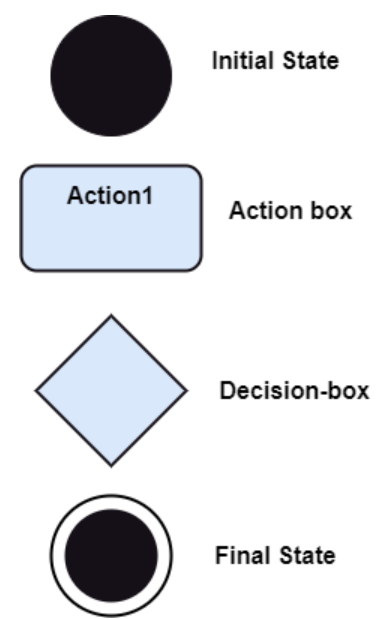 Initial State
Action1
Action box
Decision-box
Final State